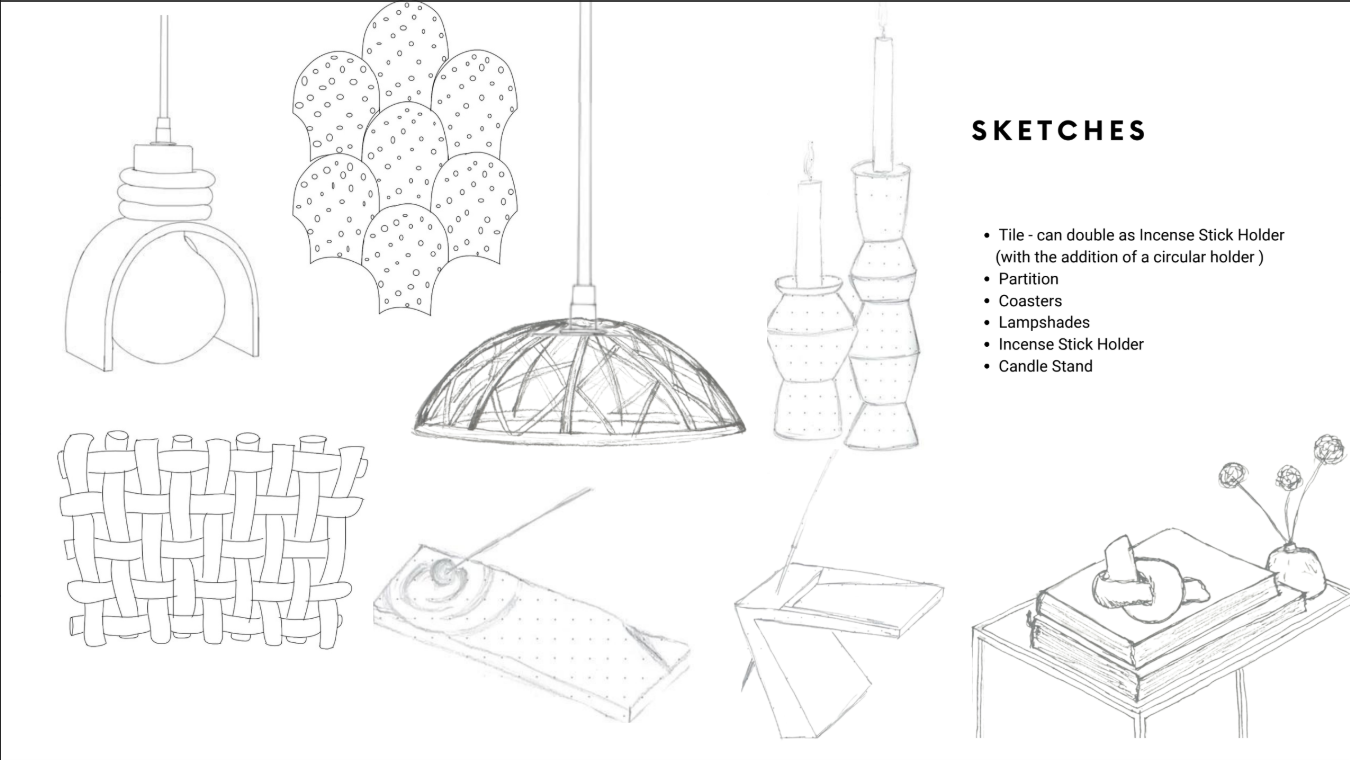 SKETCHES
• Tile - can double as Incense Stick Holder
(with the addition of a circular holder )
• Partition
• Coasters
• Lampshades
• Incense Stick Holder
• Candle Stand